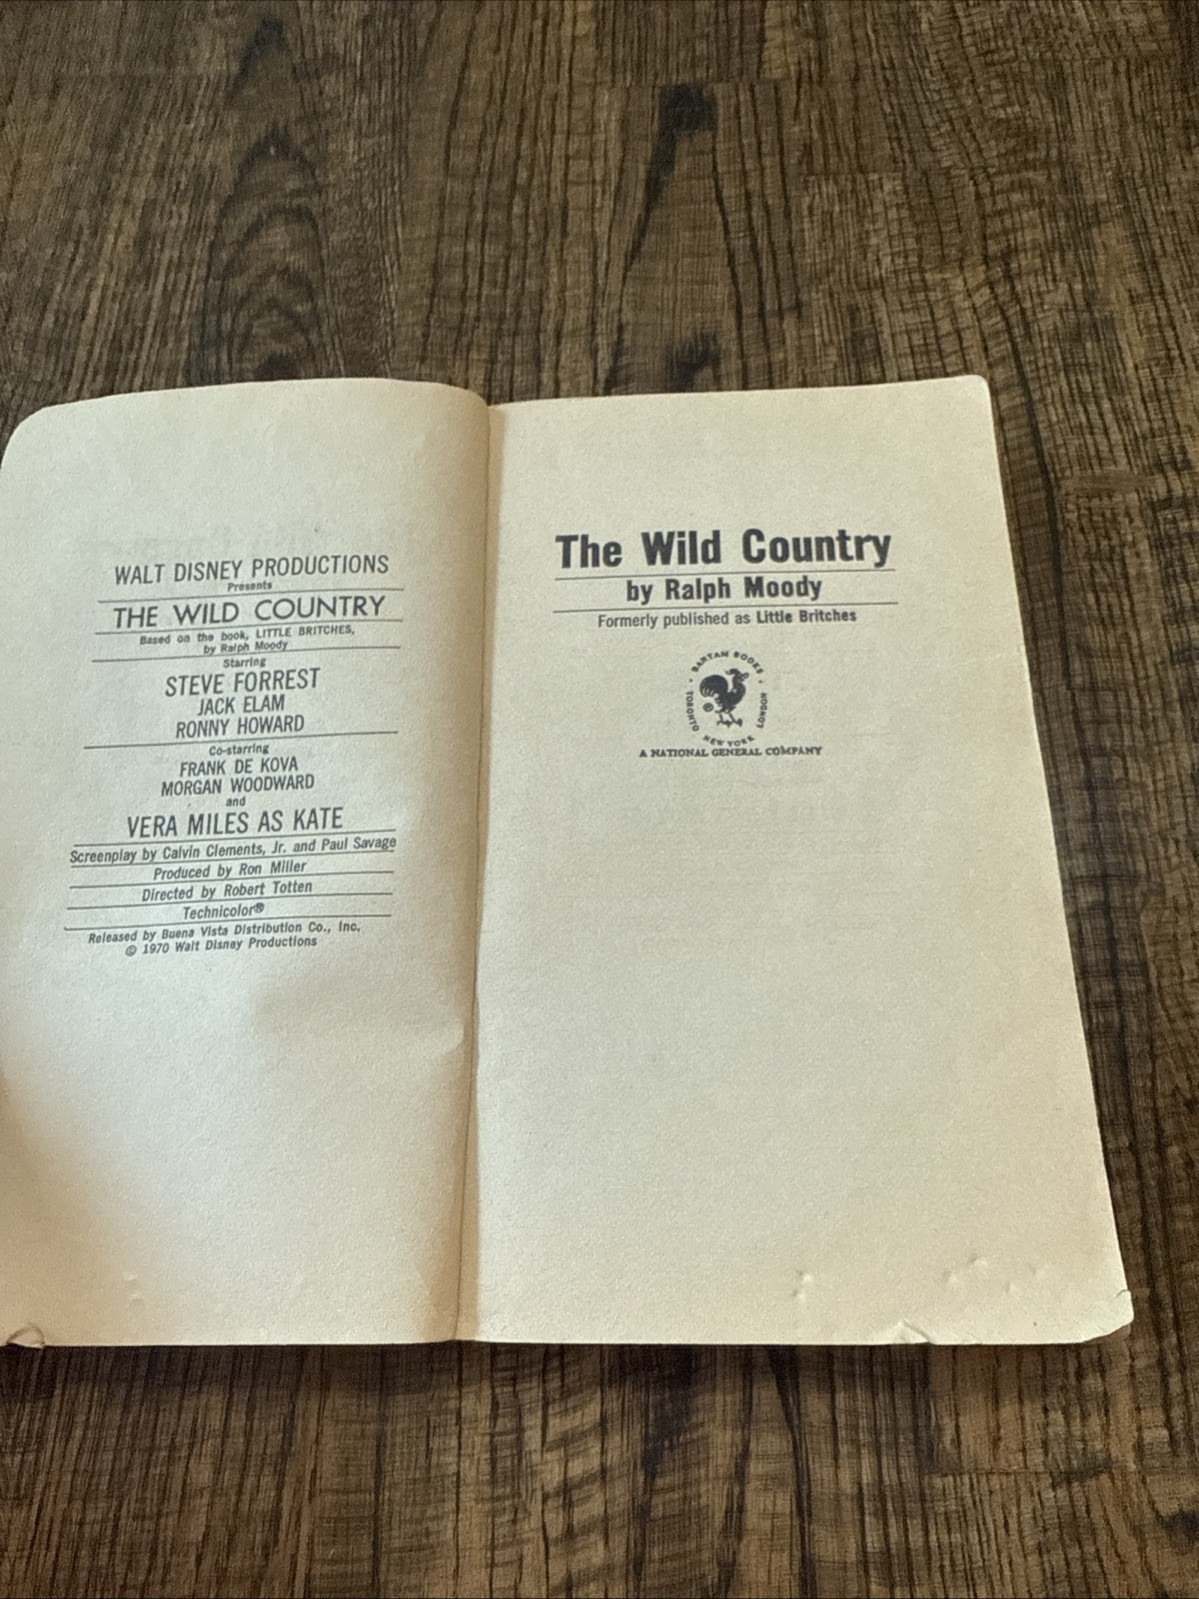 WALT DISNEY PRODUCTIONS
Presents
THE WILD COUNTRY
Based on the book, LITTLE BRITCHES,
by Ralph Moody
Starring
STEVE FORREST
JACK ELAM
RONNY HOWARD
Co-starring
FRANK DE KOVA
MORGAN WOODWARD
and
VERA MILES AS KATE
Screenplay by Calvin Clements, Jr. and Paul Savage
Produced by Ron Miller
Directed by Robert Totten
Technicolor®
Released by Buena Vista Distribution Co., Inc.
© 1970 Walt Disney Productions
The Wild Country
by Ralph Moody
Formerly published as Little Britches
BANTAM BOOKS
TORONTO
NEW YORK
LONDON
A NATIONAL GENERAL COMPANY